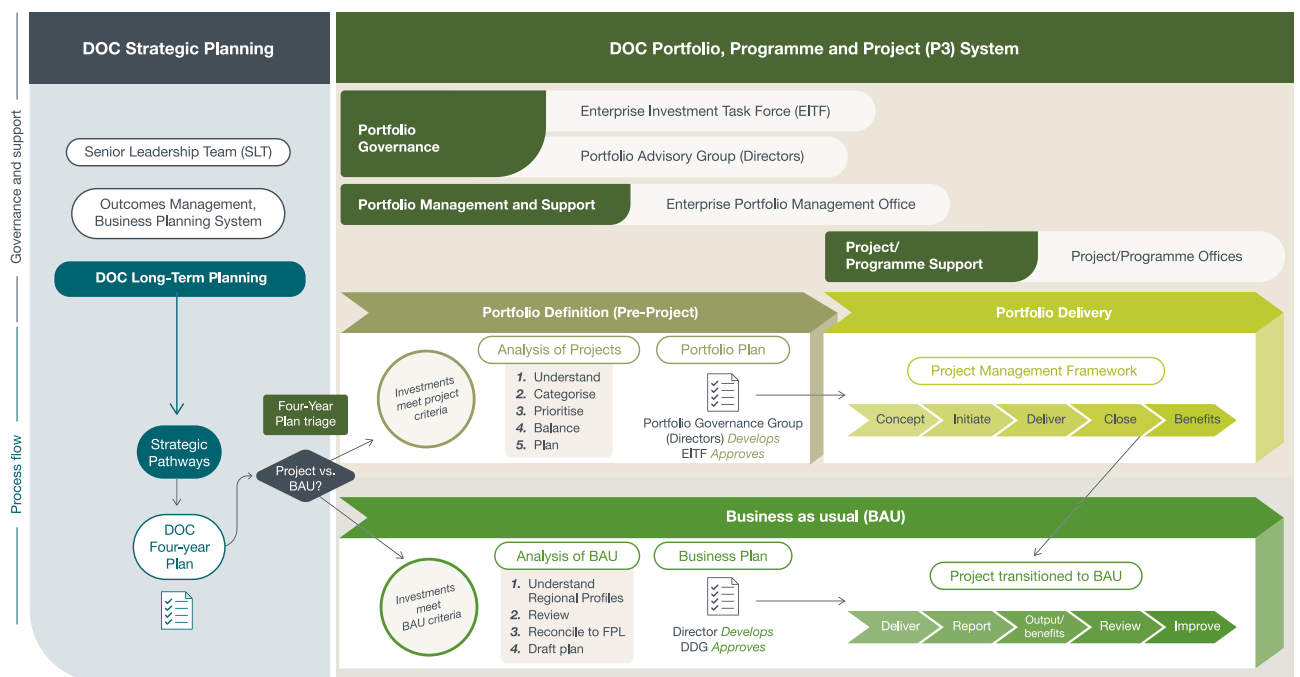 DOC Strategic Planning
DOC Portfolio, Programme and Project (P3) System
Governance and support
Process flow
Senior Leadership Team (SLT)
Outcomes Management,
Business Planning System
DOC Long-Term Planning
Strategic
Pathways
DOC
Four-year
Plan
Portfolio
Governance
Enterprise Investment Task Force (EITF)
Portfolio Advisory Group (Directors)
Portfolio Management and Support
Enterprise Portfolio Management Office
Project/
Programme Support
Project/Programme Offices
Four-Year
Plan triage
Project vs.
BAU?
Portfolio Definition (Pre-Project)
Investments
meet project
criteria
Analysis of Projects
1. Understand
2. Categorise
3. Prioritise
4. Balance
5. Plan
Portfolio Plan
Portfolio Governance Group
(Directors) Develops
EITF Approves
Portfolio Delivery
Project Management Framework
Concept
Initiate
Deliver
Close
Benefits
Business as usual (BAU)
Investments
meet
BAU criteria
Analysis of BAU
1. Understand
Regional Profiles
2. Review
3. Reconcile to FPL
4. Draft plan
Business Plan
Director Develops
DDG Approves
Project transitioned to BAU
Deliver
Report
Output/
benefits
Review
Improve